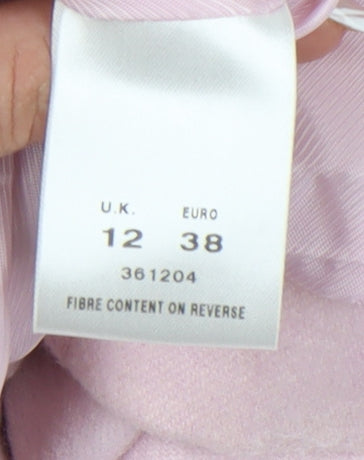 U.K. EURO
12 38
361204
FIBRE CONTENT ON REVERSE